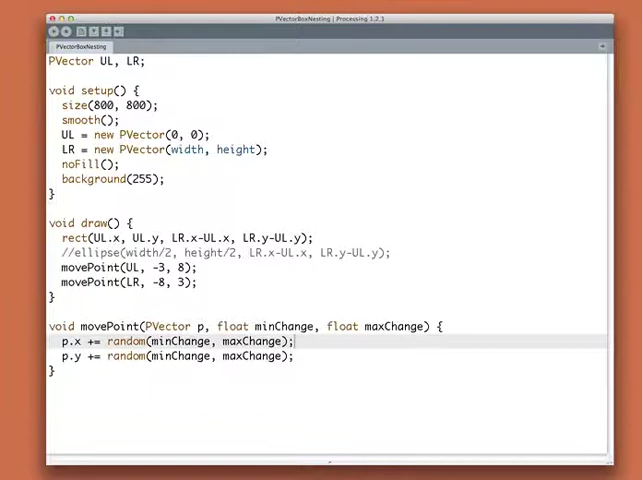 PVectorBoxNesting | Processing 1.2.1
PVectorBoxNesting
PVector UL, LR;
void setup() {
size(800, 800);
smooth();
UL = new PVector(0, 0);
LR = new PVector(width, height);
noFill();
background(255);
}
void draw() {
rect(UL.x, UL.y, LR.x-UL.x, LR.y-UL.y);
//ellipse(width/2, height/2, LR.x-UL.x, LR.y-UL.y);
movePoint(UL, -3, 8);
movePoint(LR, -8, 3);
}
void movePoint(PVector p, float minChange, float maxChange) {
p.x += random(minChange, maxChange);
p.y += random(minChange, maxChange);
}